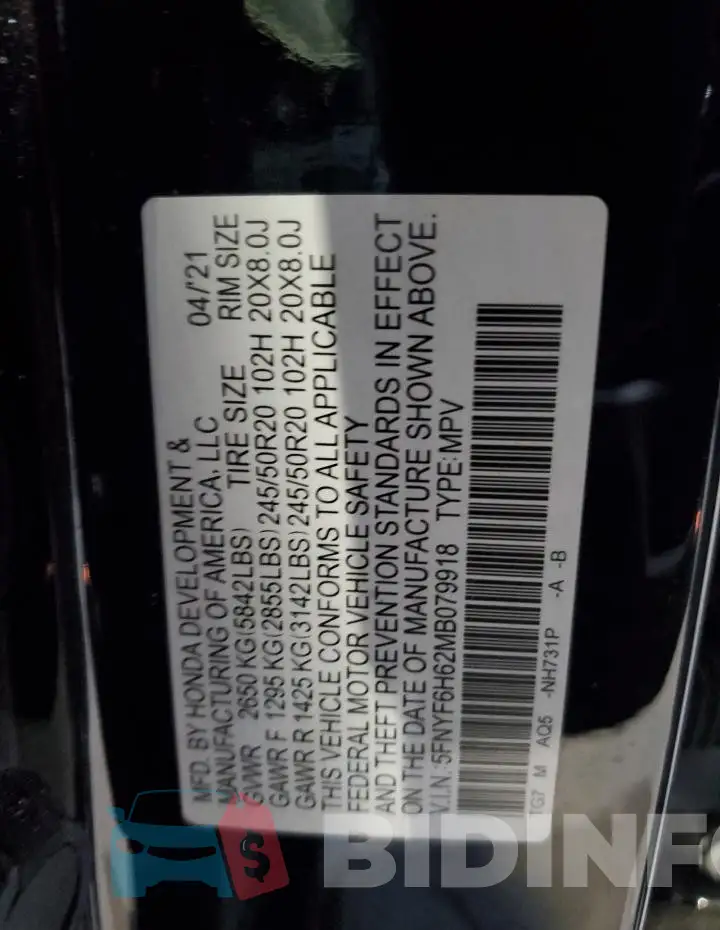 MFD. BY HONDA DEVELOPMENT & 04/'21
MANUFACTURING OF AMERICA, LLC
GVWR 2650 KG(5842LBS) TIRE SIZE RIM SIZE
GAWR F 1295 KG(2855LBS)245/50R20 102H 20X8.0J
GAWR R 1425 KG(3142LBS)245/50R20 102H 20X8.0J
THIS VEHICLE CONFORMS TO ALL APPLICABLE
FEDERAL MOTOR VEHICLE SAFETY
AND THEFT PREVENTION STANDARDS IN EFFECT
ON THE DATE OF MANUFACTURE SHOWN ABOVE.
V.I.N.:5FNYF6H62MB079918 TYPE:MPV
TG7 M AQ5 -NH731P -A -B
$ BIDINF